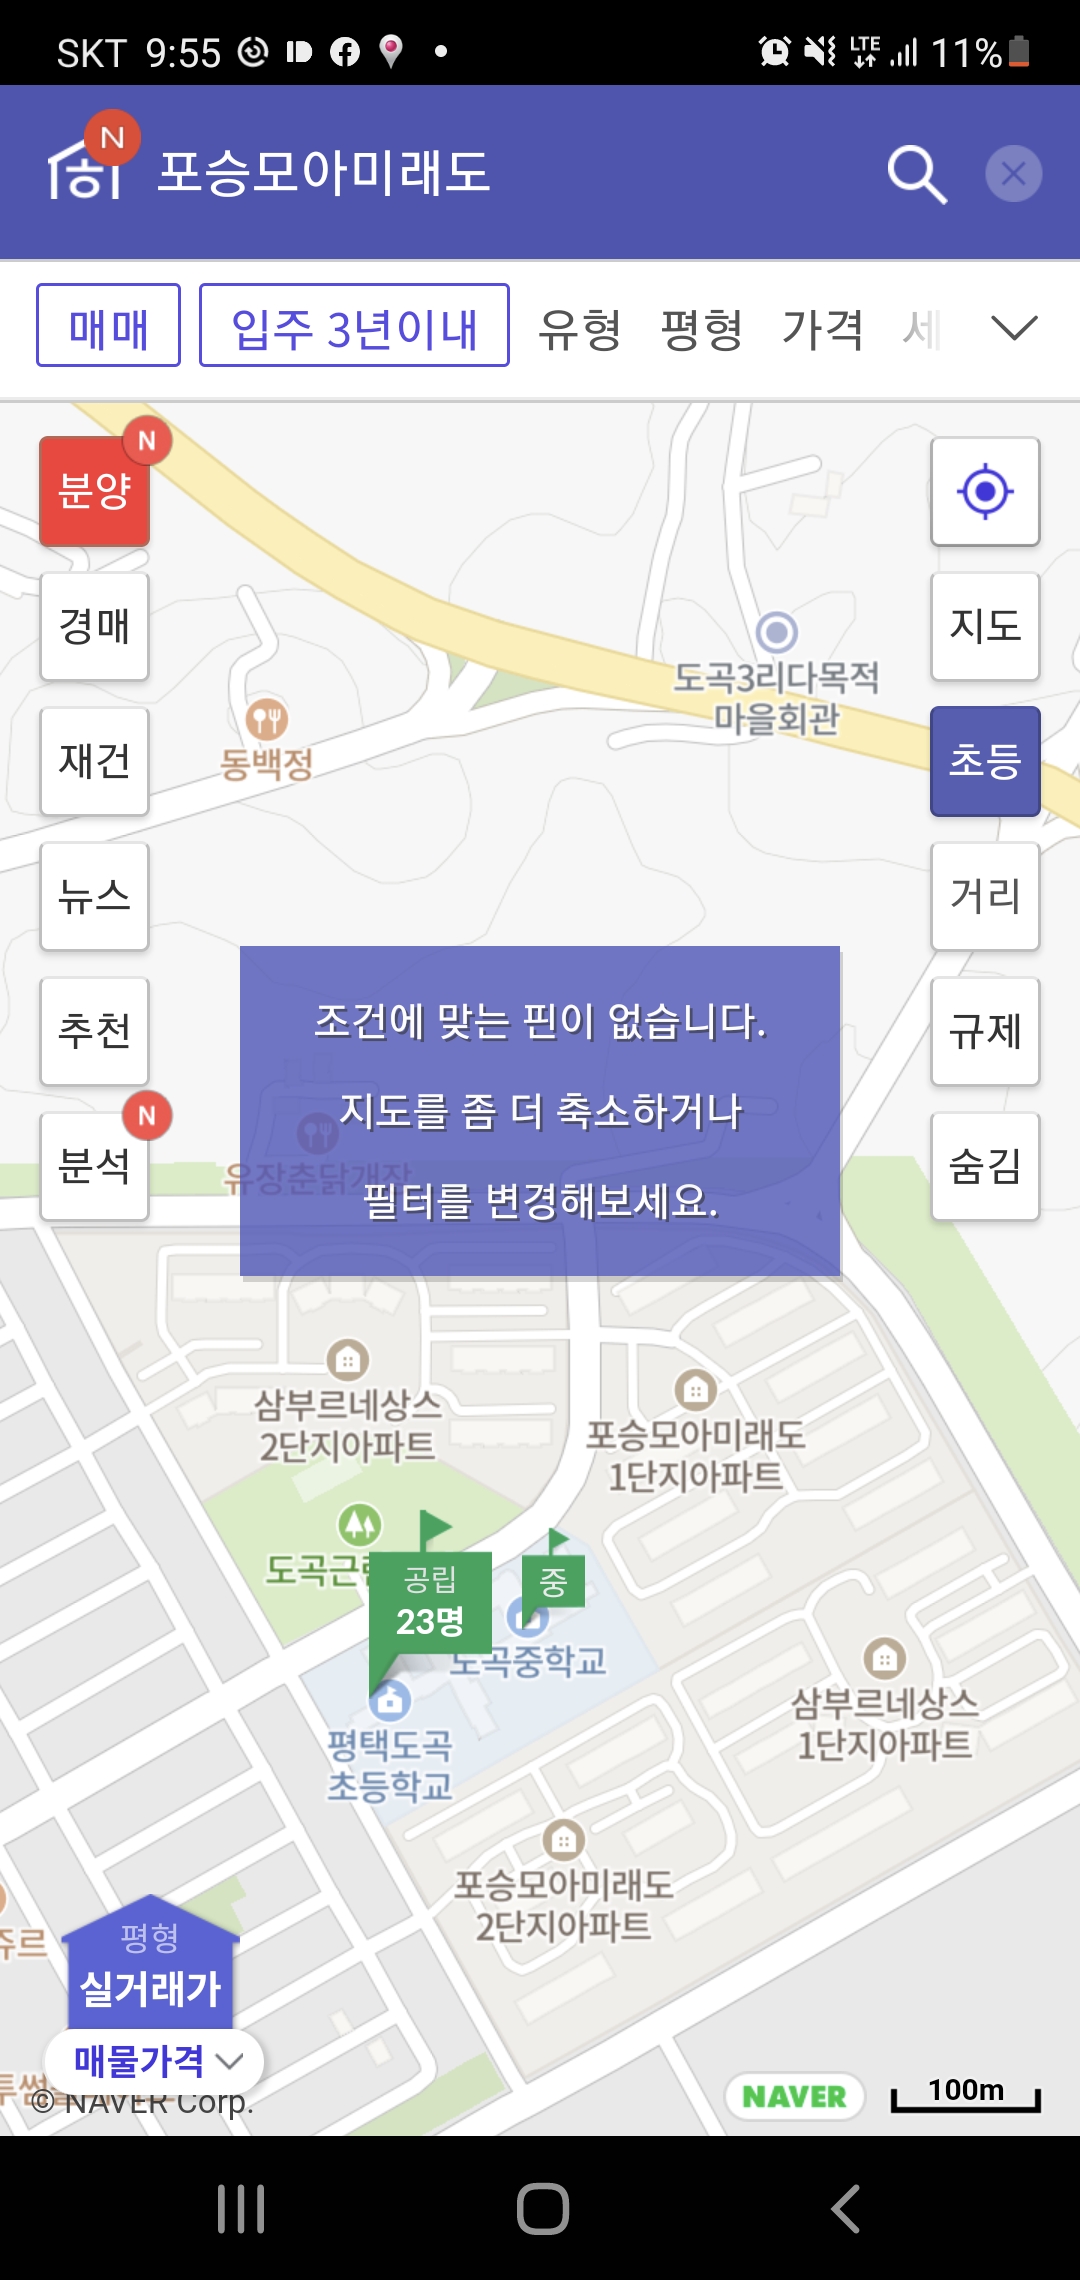 SKT 9:55
LTE 11%
N
포승모아미래도
매매 입주 3년이내 유형 평형 가격 세
N
분양
경매
지도
도곡3리다목적
마을회관
동백정
재건
초등
뉴스
거리
조건에 맞는 핀이 없습니다.
추천
규제
지도를 좀 더 축소하거나
N
유장춘닭개장
분석
숨김
필터를 변경해보세요.
삼부르네상스
2단지아파트
포승모아미래도
1단지아파트
도곡근
공립
23명
중
도곡중학교
평택도곡
초등학교
삼부르네상스
1단지아파트
포승모아미래도
2단지아파트
평형
실거래가
매물가격
쥬르
투썸
© NAVER Corp.
NAVER
100m